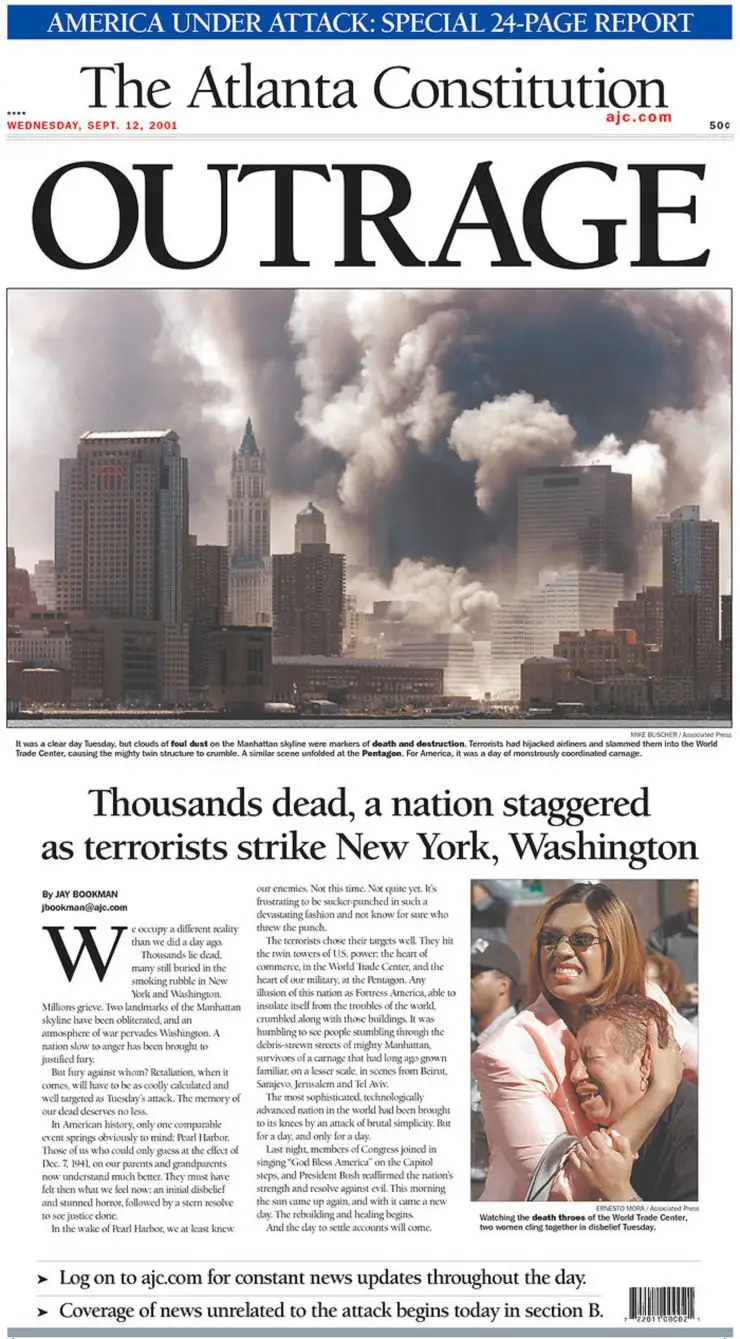 AMERICA UNDER ATTACK: SPECIAL 24-PAGE REPORT
The Atlanta Constitution
****
ajc.com
WEDNESDAY, SEPT. 12, 2001
50¢
OUTRAGE
MIKE BUSCHER / Associated Press
It was a clear day Tuesday, but clouds of foul dust on the Manhattan skyline were markers of death and destruction. Terrorists had hijacked airliners and slammed them into the World
Trade Center, causing the mighty twin structure to crumble. A similar scene unfolded at the Pentagon. For America, it was a day of monstrously coordinated carnage.
Thousands dead, a nation staggered
as terrorists strike New York, Washington
By JAY BOOKMAN
jbookman@ajc.com
We occupy a different reality
than we did a day ago.
Thousands lie dead,
many still buried in the
smoking rubble in New
York and Washington.
Millions grieve. Two landmarks of the Manhattan
skyline have been obliterated, and an
atmosphere of war pervades Washington. A
nation slow to anger has been brought to
justified fury.
But fury against whom? Retaliation, when it
comes, will have to be as coolly calculated and
well targeted as Tuesday's attack. The memory of
our dead deserves no less.
In American history, only one comparable
event springs obviously to mind: Pearl Harbor.
Those of us who could only guess at the effect of
Dec. 7, 1941, on our parents and grandparents
now understand much better. They must have
felt then what we feel now: an initial disbelief
and stunned horror, followed by a stern resolve
to see justice done.
In the wake of Pearl Harbor, we at least knew
our enemies. Not this time. Not quite yet. It's
frustrating to be sucker-punched in such a
devastating fashion and not know for sure who
threw the punch.
The terrorists chose their targets well. They hit
the twin towers of U.S. power: the heart of
commerce, in the World Trade Center, and the
heart of our military, at the Pentagon. Any
illusion of this nation as Fortress America, able to
insulate itself from the troubles of the world,
crumbled along with those buildings. It was
humbling to see people stumbling through the
debris-strewn streets of mighty Manhattan,
survivors of a carnage that had long ago grown
familiar, on a lesser scale, in scenes from Beirut,
Sarajevo, Jerusalem and Tel Aviv.
The most sophisticated, technologically
advanced nation in the world had been brought
to its knees by an attack of brutal simplicity. But
for a day, and only for a day.
Last night, members of Congress joined in
singing "God Bless America" on the Capitol
steps, and President Bush reaffirmed the nation's
strength and resolve against evil. This morning
the sun came up again, and with it came a new
day. The rebuilding and healing begins.
And the day to settle accounts will come.
ERNESTO MORA / Associated Press
Watching the death throes of the World Trade Center,
two women cling together in disbelief Tuesday.
➤ Log on to ajc.com for constant news updates throughout the day.
➤ Coverage of news unrelated to the attack begins today in section B.